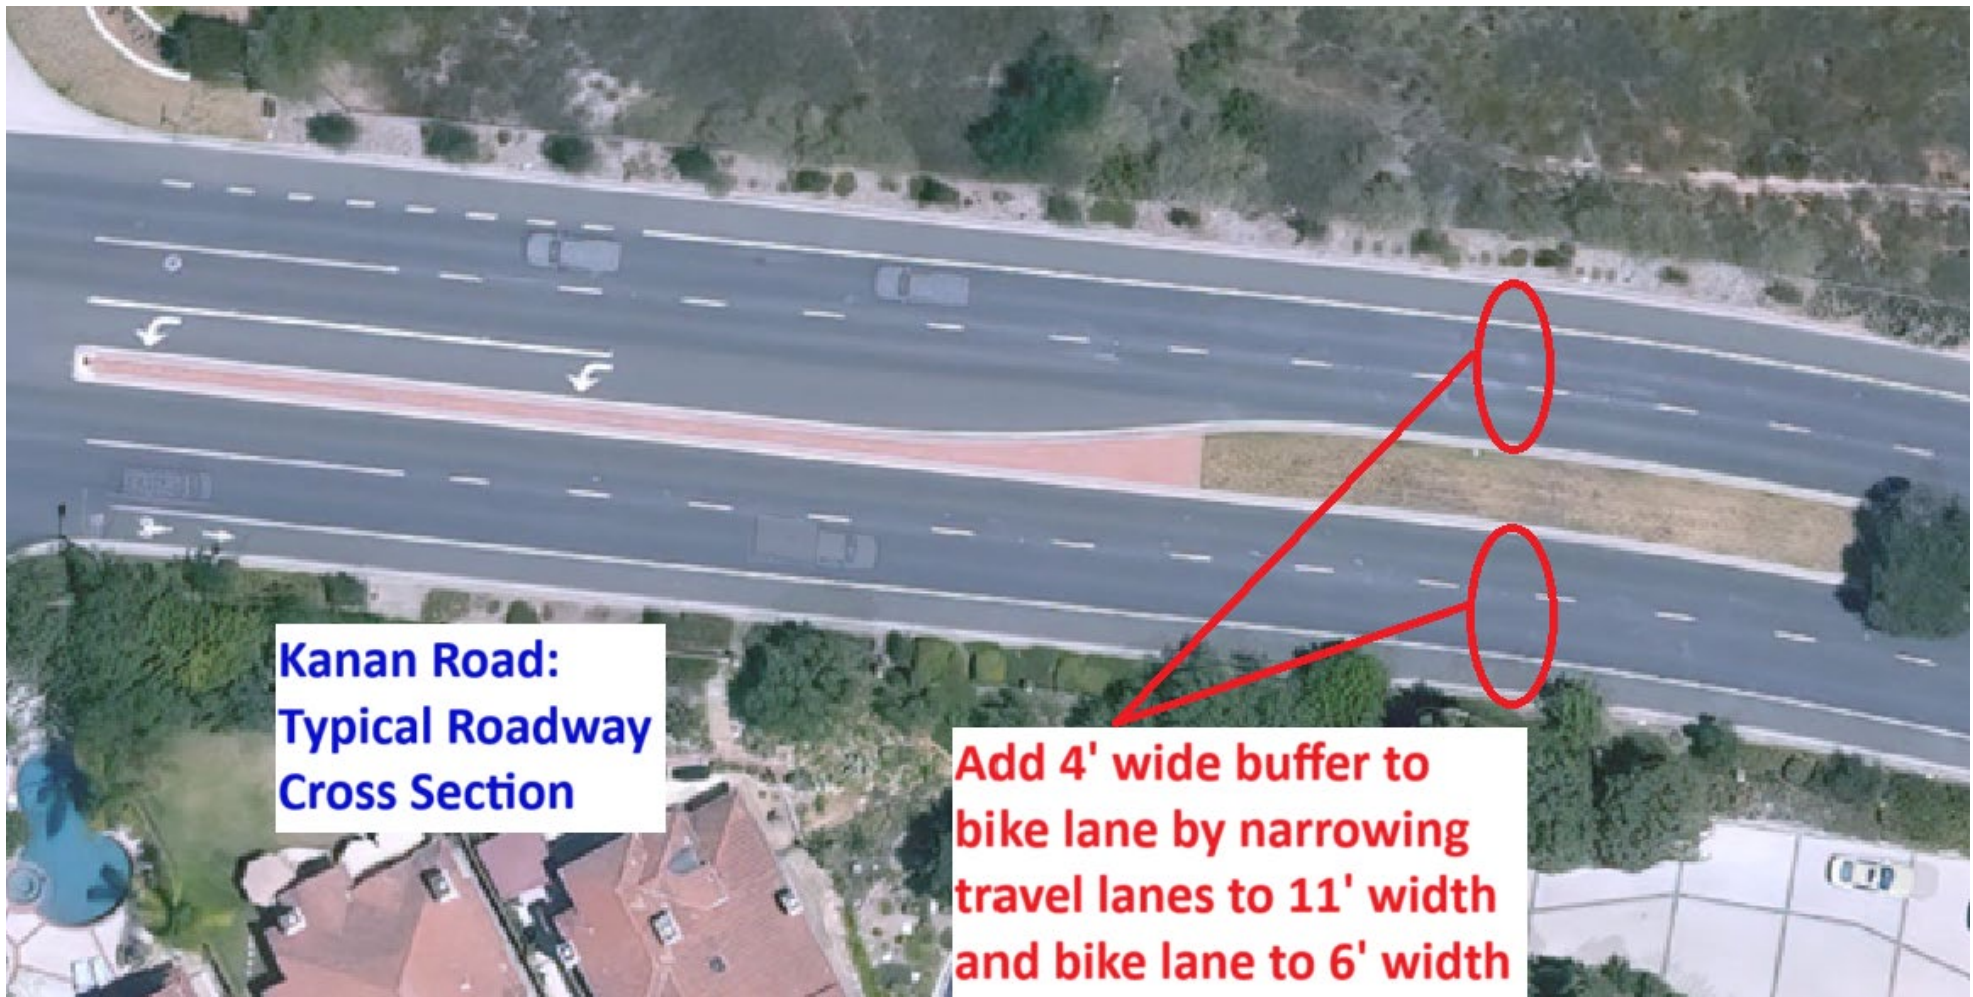 Kanan Road:
Typical Roadway
Cross Section
Add 4' wide buffer to
bike lane by narrowing
travel lanes to 11' width
and bike lane to 6' width